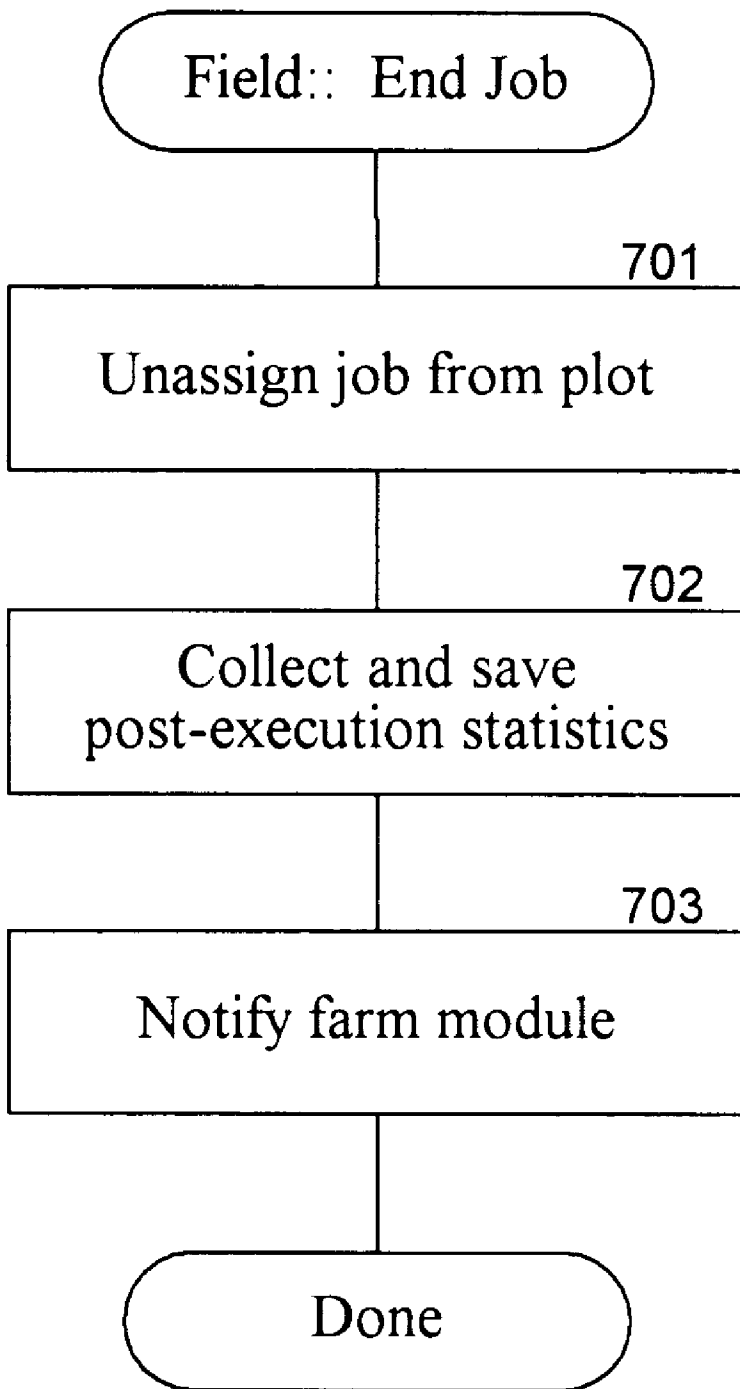 Field:: End Job
701
Unassign job from plot
702
Collect and save
post-execution statistics
703
Notify farm module
Done